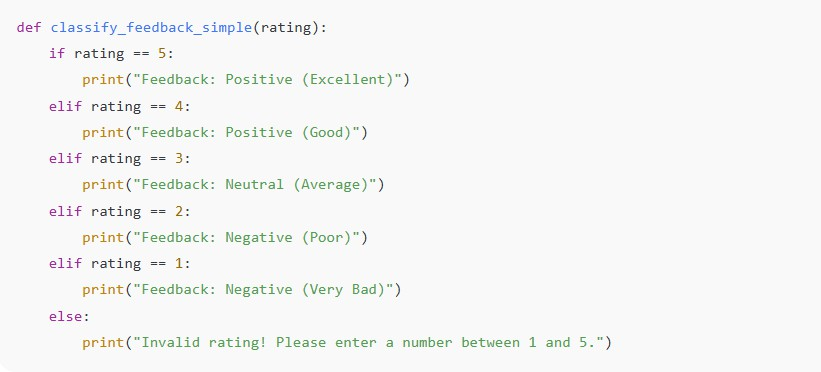 def classify_feedback_simple(rating):
    if rating == 5:
        print("Feedback: Positive (Excellent)")
    elif rating == 4:
        print("Feedback: Positive (Good)")
    elif rating == 3:
        print("Feedback: Neutral (Average)")
    elif rating == 2:
        print("Feedback: Negative (Poor)")
    elif rating == 1:
        print("Feedback: Negative (Very Bad)")
    else:
        print("Invalid rating! Please enter a number between 1 and 5.")